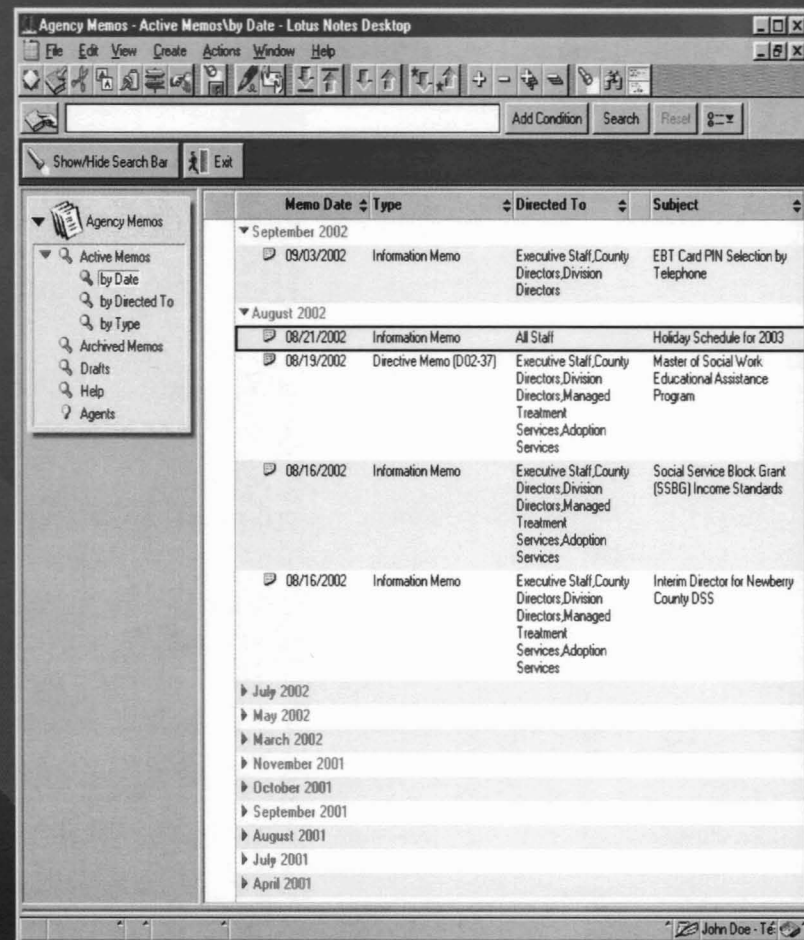 Agency Memos - Active Memos\by Date - Lotus Notes Desktop
File Edit View Create Actions Window Help
Add Condition Search Reset
Show/Hide Search Bar Exit
Agency Memos
Active Memos
by Date
by Directed To
by Type
Archived Memos
Drafts
Help
Agents
Memo Date Type Directed To Subject
September 2002
09/03/2002 Information Memo Executive Staff,County EBT Card PIN Selection by
Directors,Division Telephone
Directors
August 2002
08/21/2002 Information Memo All Staff Holiday Schedule for 2003
08/19/2002 Directive Memo (D02-37) Executive Staff,County Master of Social Work
Directors,Division Educational Assistance
Directors,Managed Program
Treatment
Services,Adoption
Services
08/16/2002 Information Memo Executive Staff,County Social Service Block Grant
Directors,Division (SSBG) Income Standards
Directors,Managed
Treatment
Services,Adoption
Services
08/16/2002 Information Memo Executive Staff,County Interim Director for Newberry
Directors,Division County DSS
Directors,Managed
Treatment
Services,Adoption
Services
July 2002
May 2002
March 2002
November 2001
October 2001
September 2001
August 2001
July 2001
April 2001
John Doe - Té